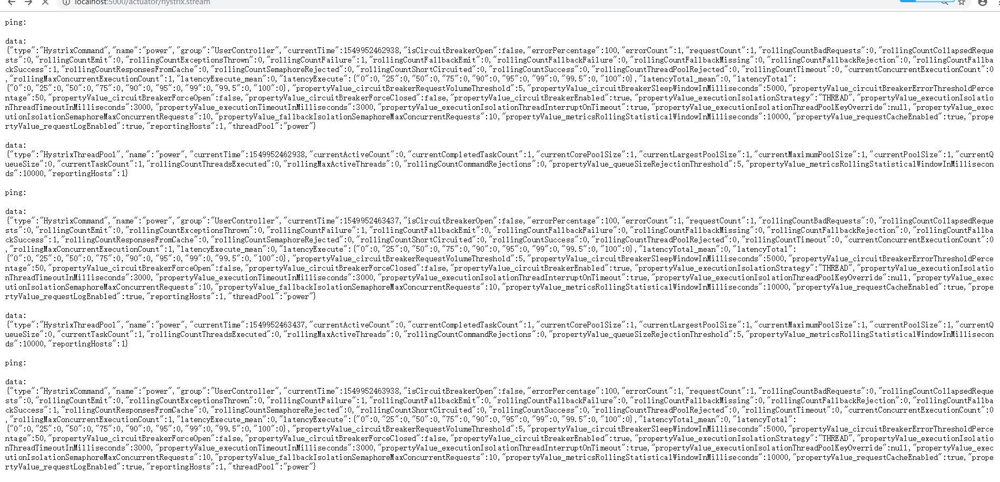 localhost:5000/actuator/hystrix.stream
ping:
data:
{"type":"HystrixCommand","name":"power","group":"UserController","currentTime":1549952462938,"isCircuitBreakerOpen":false,"errorPercentage":100,"errorCount":1,"requestCount":1,"rollingCountBadRequests":0,"rollingCountCollapsedReque
sts":0,"rollingCountEmit":0,"rollingCountExceptionsThrown":0,"rollingCountFailure":1,"rollingCountFallbackEmit":0,"rollingCountFallbackFailure":0,"rollingCountFallbackMissing":0,"rollingCountFallbackRejection":0,"rollingCountFallba
ckSuccess":1,"rollingCountResponsesFromCache":0,"rollingCountSemaphoreRejected":0,"rollingCountShortCircuited":0,"rollingCountSuccess":0,"rollingCountThreadPoolRejected":0,"rollingCountTimeout":0,"currentConcurrentExecutionCount":0
,"rollingMaxConcurrentExecutionCount":1,"latencyExecute_mean":0,"latencyExecute":{"0":0,"25":0,"50":0,"75":0,"90":0,"95":0,"99":0,"99.5":0,"100":0},"latencyTotal_mean":0,"latencyTotal":
{"0":0,"25":0,"50":0,"75":0,"90":0,"95":0,"99":0,"99.5":0,"100":0},"propertyValue_circuitBreakerRequestVolumeThreshold":5,"propertyValue_circuitBreakerSleepWindowInMilliseconds":5000,"propertyValue_circuitBreakerErrorThresholdPerce
ntage":50,"propertyValue_circuitBreakerForceOpen":false,"propertyValue_circuitBreakerForceClosed":false,"propertyValue_circuitBreakerEnabled":true,"propertyValue_executionIsolationStrategy":"THREAD","propertyValue_executionIsolatio
nThreadTimeoutInMilliseconds":3000,"propertyValue_executionTimeoutInMilliseconds":3000,"propertyValue_executionIsolationThreadInterruptOnTimeout":true,"propertyValue_executionIsolationThreadPoolKeyOverride":null,"propertyValue_exec
utionIsolationSemaphoreMaxConcurrentRequests":10,"propertyValue_fallbackIsolationSemaphoreMaxConcurrentRequests":10,"propertyValue_metricsRollingStatisticalWindowInMilliseconds":10000,"propertyValue_requestCacheEnabled":true,"prope
rtyValue_requestLogEnabled":true,"reportingHosts":1,"threadPool":"power"}
data:
{"type":"HystrixThreadPool","name":"power","currentTime":1549952462938,"currentActiveCount":0,"currentCompletedTaskCount":1,"currentCorePoolSize":1,"currentLargestPoolSize":1,"currentMaximumPoolSize":1,"currentPoolSize":1,"currentQ
ueueSize":0,"currentTaskCount":1,"rollingCountThreadsExecuted":0,"rollingMaxActiveThreads":0,"rollingCountCommandRejections":0,"propertyValue_queueSizeRejectionThreshold":5,"propertyValue_metricsRollingStatisticalWindowInMillisecon
ds":10000,"reportingHosts":1}
ping:
data:
{"type":"HystrixCommand","name":"power","group":"UserController","currentTime":1549952463437,"isCircuitBreakerOpen":false,"errorPercentage":100,"errorCount":1,"requestCount":1,"rollingCountBadRequests":0,"rollingCountCollapsedReque
sts":0,"rollingCountEmit":0,"rollingCountExceptionsThrown":0,"rollingCountFailure":1,"rollingCountFallbackEmit":0,"rollingCountFallbackFailure":0,"rollingCountFallbackMissing":0,"rollingCountFallbackRejection":0,"rollingCountFallba
ckSuccess":1,"rollingCountResponsesFromCache":0,"rollingCountSemaphoreRejected":0,"rollingCountShortCircuited":0,"rollingCountSuccess":0,"rollingCountThreadPoolRejected":0,"rollingCountTimeout":0,"currentConcurrentExecutionCount":0
,"rollingMaxConcurrentExecutionCount":1,"latencyExecute_mean":0,"latencyExecute":{"0":0,"25":0,"50":0,"75":0,"90":0,"95":0,"99":0,"99.5":0,"100":0},"latencyTotal_mean":0,"latencyTotal":
{"0":0,"25":0,"50":0,"75":0,"90":0,"95":0,"99":0,"99.5":0,"100":0},"propertyValue_circuitBreakerRequestVolumeThreshold":5,"propertyValue_circuitBreakerSleepWindowInMilliseconds":5000,"propertyValue_circuitBreakerErrorThresholdPerce
ntage":50,"propertyValue_circuitBreakerForceOpen":false,"propertyValue_circuitBreakerForceClosed":false,"propertyValue_circuitBreakerEnabled":true,"propertyValue_executionIsolationStrategy":"THREAD","propertyValue_executionIsolatio
nThreadTimeoutInMilliseconds":3000,"propertyValue_executionTimeoutInMilliseconds":3000,"propertyValue_executionIsolationThreadInterruptOnTimeout":true,"propertyValue_executionIsolationThreadPoolKeyOverride":null,"propertyValue_exec
utionIsolationSemaphoreMaxConcurrentRequests":10,"propertyValue_fallbackIsolationSemaphoreMaxConcurrentRequests":10,"propertyValue_metricsRollingStatisticalWindowInMilliseconds":10000,"propertyValue_requestCacheEnabled":true,"prope
rtyValue_requestLogEnabled":true,"reportingHosts":1,"threadPool":"power"}
data:
{"type":"HystrixThreadPool","name":"power","currentTime":1549952463437,"currentActiveCount":0,"currentCompletedTaskCount":1,"currentCorePoolSize":1,"currentLargestPoolSize":1,"currentMaximumPoolSize":1,"currentPoolSize":1,"currentQ
ueueSize":0,"currentTaskCount":1,"rollingCountThreadsExecuted":0,"rollingMaxActiveThreads":0,"rollingCountCommandRejections":0,"propertyValue_queueSizeRejectionThreshold":5,"propertyValue_metricsRollingStatisticalWindowInMillisecon
ds":10000,"reportingHosts":1}
ping:
data:
{"type":"HystrixCommand","name":"power","group":"UserController","currentTime":1549952463938,"isCircuitBreakerOpen":false,"errorPercentage":100,"errorCount":1,"requestCount":1,"rollingCountBadRequests":0,"rollingCountCollapsedReque
sts":0,"rollingCountEmit":0,"rollingCountExceptionsThrown":0,"rollingCountFailure":1,"rollingCountFallbackEmit":0,"rollingCountFallbackFailure":0,"rollingCountFallbackMissing":0,"rollingCountFallbackRejection":0,"rollingCountFallba
ckSuccess":1,"rollingCountResponsesFromCache":0,"rollingCountSemaphoreRejected":0,"rollingCountShortCircuited":0,"rollingCountSuccess":0,"rollingCountThreadPoolRejected":0,"rollingCountTimeout":0,"currentConcurrentExecutionCount":0
,"rollingMaxConcurrentExecutionCount":1,"latencyExecute_mean":0,"latencyExecute":{"0":0,"25":0,"50":0,"75":0,"90":0,"95":0,"99":0,"99.5":0,"100":0},"latencyTotal_mean":0,"latencyTotal":
{"0":0,"25":0,"50":0,"75":0,"90":0,"95":0,"99":0,"99.5":0,"100":0},"propertyValue_circuitBreakerRequestVolumeThreshold":5,"propertyValue_circuitBreakerSleepWindowInMilliseconds":5000,"propertyValue_circuitBreakerErrorThresholdPerce
ntage":50,"propertyValue_circuitBreakerForceOpen":false,"propertyValue_circuitBreakerForceClosed":false,"propertyValue_circuitBreakerEnabled":true,"propertyValue_executionIsolationStrategy":"THREAD","propertyValue_executionIsolatio
nThreadTimeoutInMilliseconds":3000,"propertyValue_executionTimeoutInMilliseconds":3000,"propertyValue_executionIsolationThreadInterruptOnTimeout":true,"propertyValue_executionIsolationThreadPoolKeyOverride":null,"propertyValue_exec
utionIsolationSemaphoreMaxConcurrentRequests":10,"propertyValue_fallbackIsolationSemaphoreMaxConcurrentRequests":10,"propertyValue_metricsRollingStatisticalWindowInMilliseconds":10000,"propertyValue_requestCacheEnabled":true,"prope
rtyValue_requestLogEnabled":true,"reportingHosts":1,"threadPool":"power"}